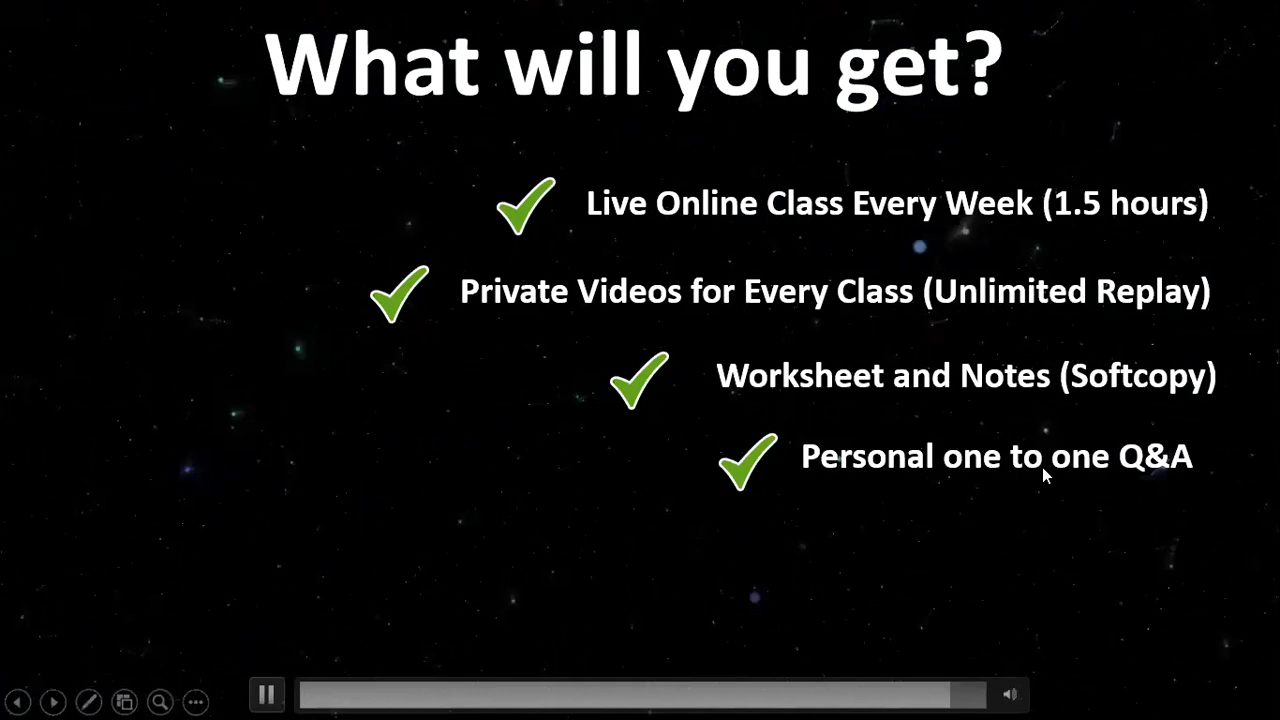 What will you get?
Live Online Class Every Week (1.5 hours)
Private Videos for Every Class (Unlimited Replay)
Worksheet and Notes (Softcopy)
Personal one to one Q&A